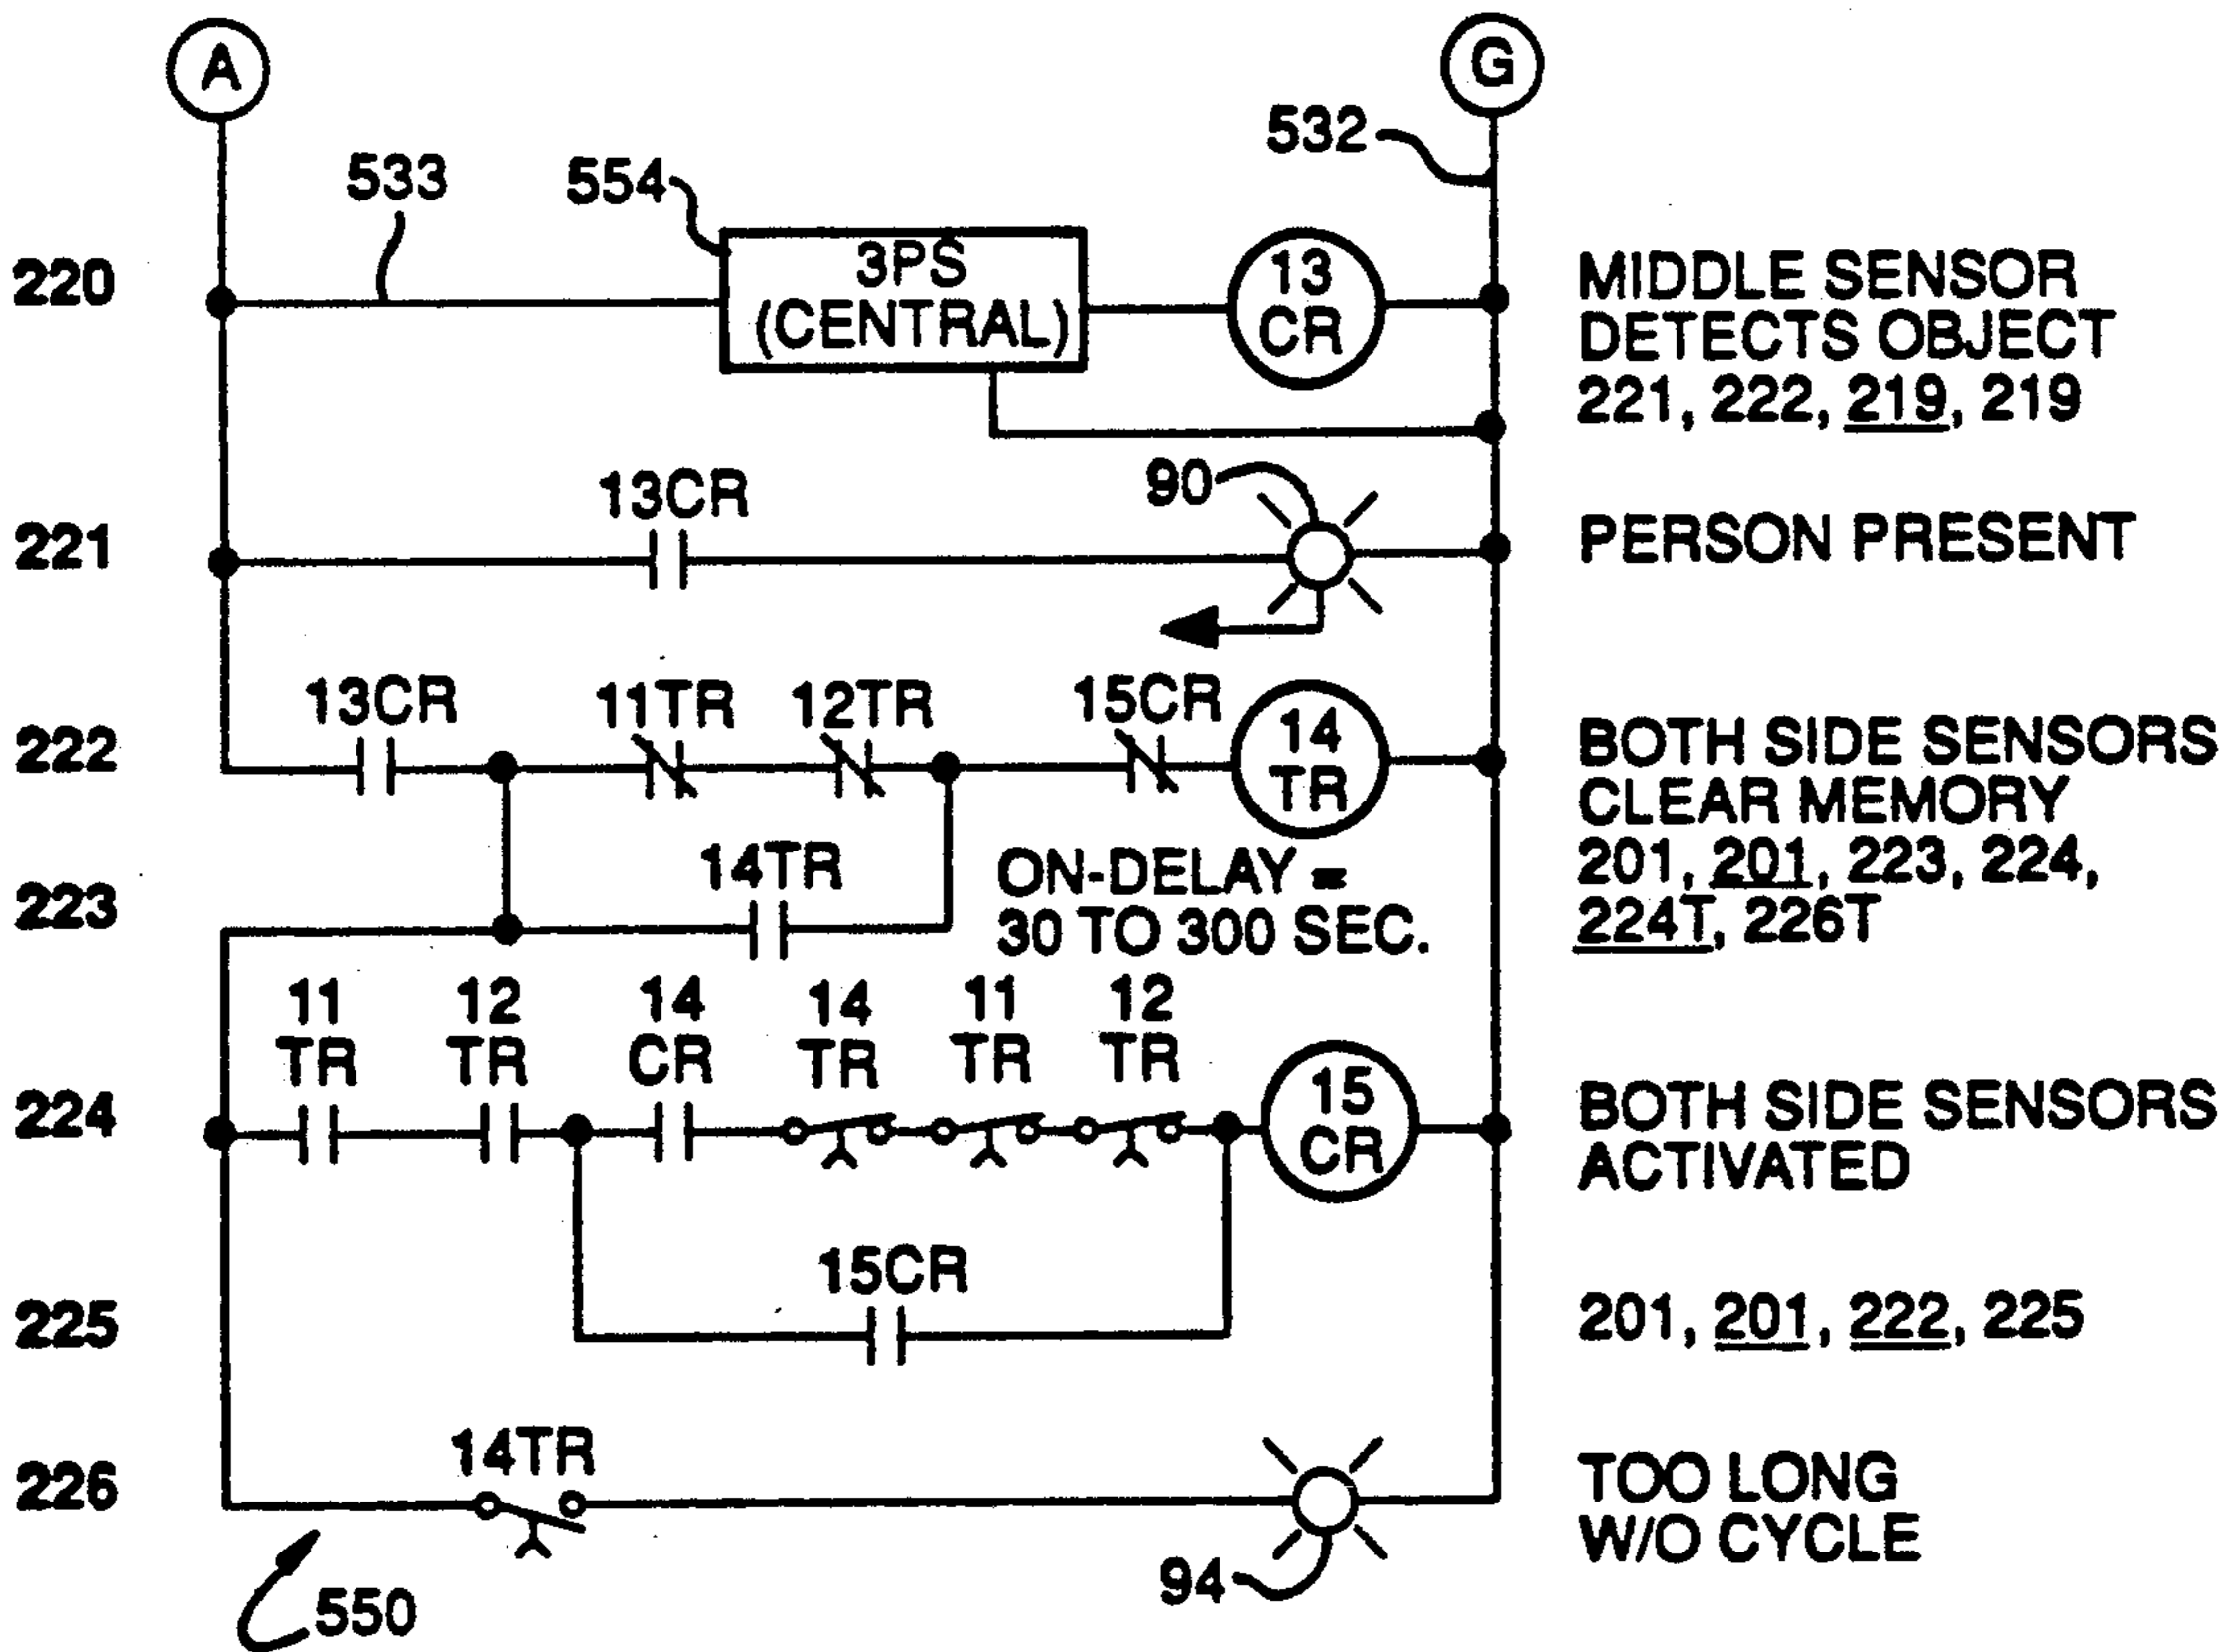 A
G
532
533
554
220
3PS
(CENTRAL)
13
CR
MIDDLE SENSOR
DETECTS OBJECT
221, 222, 219, 219
13CR
90
221
PERSON PRESENT
13CR
11TR
12TR
15CR
222
14
TR
BOTH SIDE SENSORS
CLEAR MEMORY
201, 201, 223, 224,
224T, 226T
14TR
ON-DELAY =
30 TO 300 SEC.
223
11
TR
12
TR
14
CR
14
TR
11
TR
12
TR
224
15
CR
BOTH SIDE SENSORS
ACTIVATED
15CR
225
201, 201, 222, 225
14TR
226
TOO LONG
W/O CYCLE
94
550